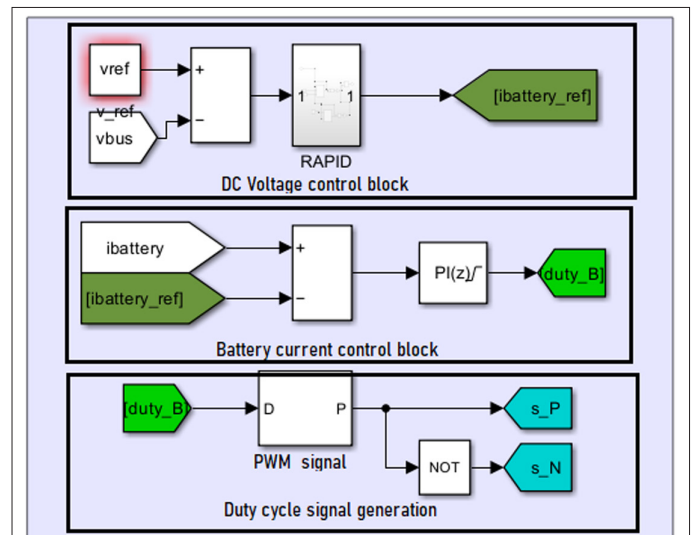 vref
+
v_ref
vbus
−
1
1
RAPID
[ibattery_ref]
DC Voltage control block
ibattery
[ibattery_ref]
+
−
PI(z)
[duty_B]
Battery current control block
[duty_B]
D
P
PWM signal
s_P
NOT
s_N
Duty cycle signal generation